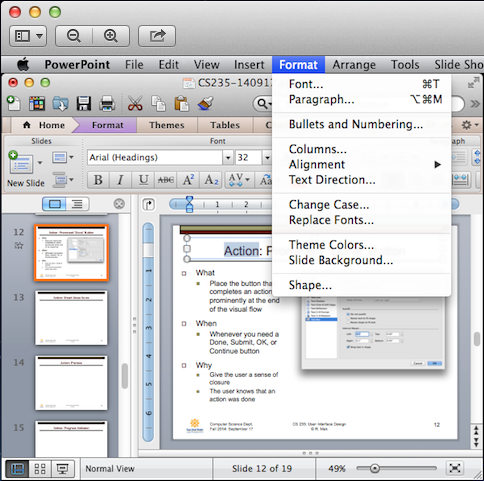 PowerPoint File Edit View Insert Format Arrange Tools Slide Sho
CS235-14091
Font... ⌘T
Paragraph... ⌥⌘M
Bullets and Numbering...
Columns...
Alignment
Text Direction...
Change Case...
Replace Fonts...
Theme Colors...
Slide Background...
Shape...
Home Format Themes Tables
Slides Font
New Slide
Arial (Headings) 32
B I U ABC A A AV
1 2
12
13
14
15
Action: P
What
Place the button that
completes an action
prominently at the end
of the visual flow
When
Whenever you need a
Done, Submit, OK, or
Continue button
Why
Give the user a sense of
closure
The user knows that an
action was done
Computer Science Dept.
Fall 2014: September 17
CS 235: User Interface Design
© R. Mak
12
Normal View Slide 12 of 19 49%